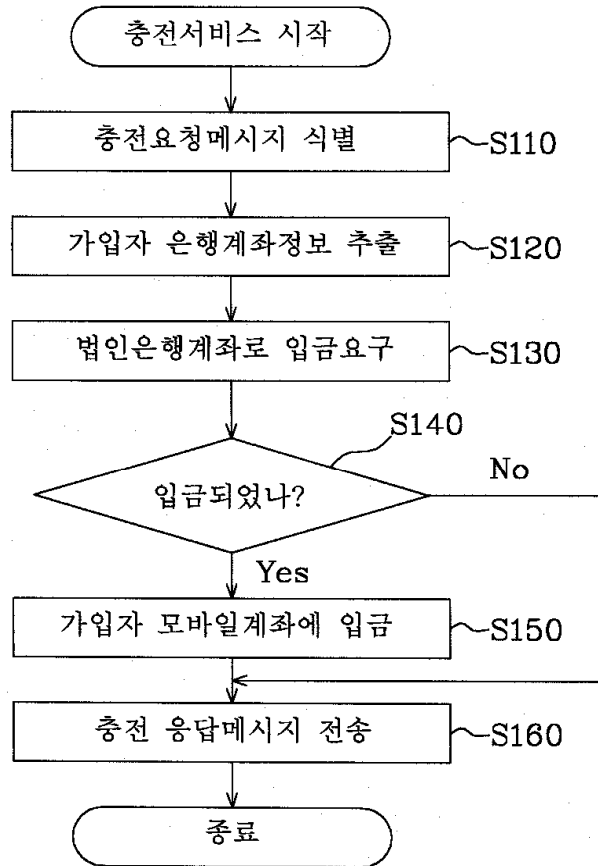 충전서비스 시작
충전요청메시지 식별
S110
가입자 은행계좌정보 추출
S120
법인은행계좌로 입금요구
S130
S140
입금되었나?
No
Yes
가입자 모바일계좌에 입금
S150
충전 응답메시지 전송
S160
종료